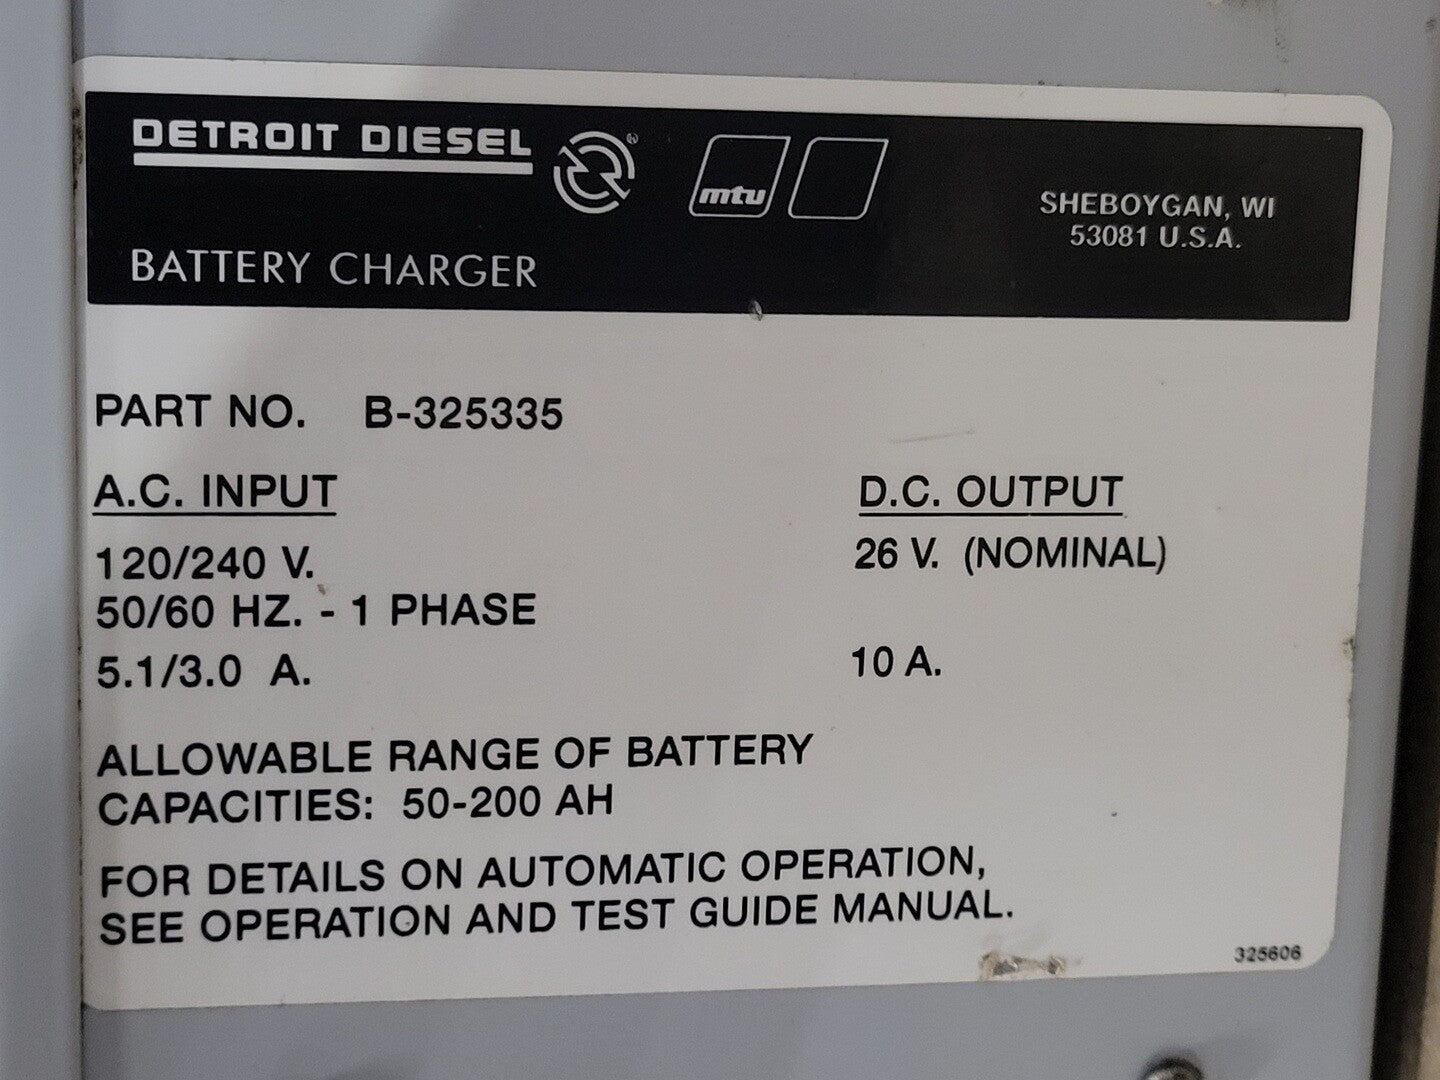 DETROIT DIESEL ®
mtu
SHEBOYGAN, WI
53081 U.S.A.
BATTERY CHARGER
PART NO. B-325335
A.C. INPUT D.C. OUTPUT
120/240 V. 26 V. (NOMINAL)
50/60 HZ. - 1 PHASE
5.1/3.0 A. 10 A.
ALLOWABLE RANGE OF BATTERY
CAPACITIES: 50-200 AH
FOR DETAILS ON AUTOMATIC OPERATION,
SEE OPERATION AND TEST GUIDE MANUAL.
325606